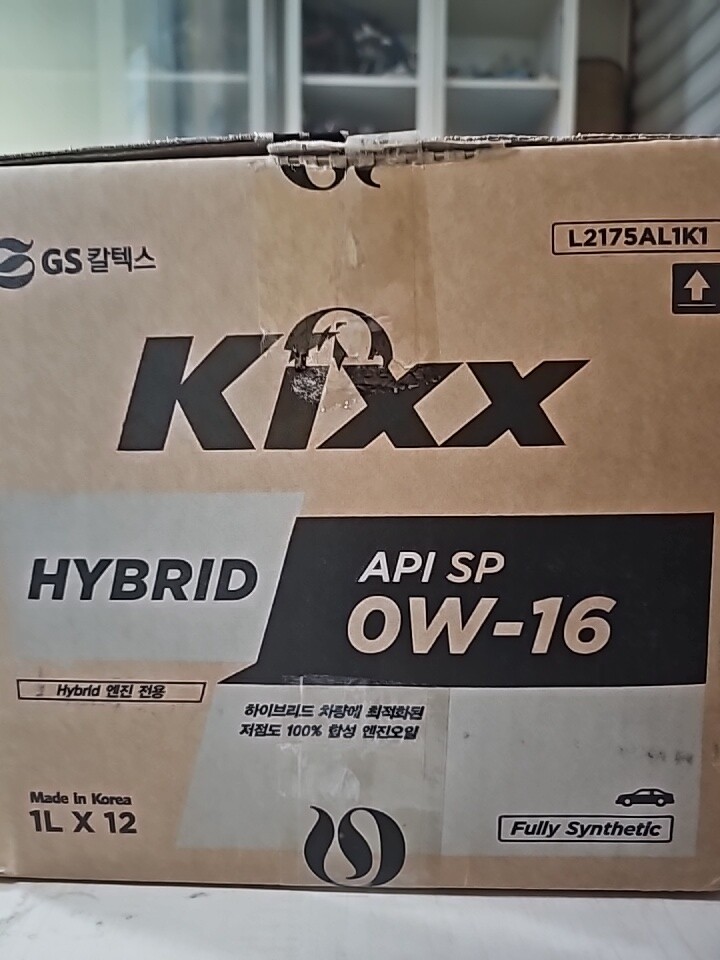 GS 칼텍스
L2175AL1K1
Kixx
HYBRID
API SP
0W-16
Hybrid 엔진 전용
하이브리드 차량에 최적화된
저점도 100% 합성 엔진오일
Made in Korea
1L X 12
Fully Synthetic